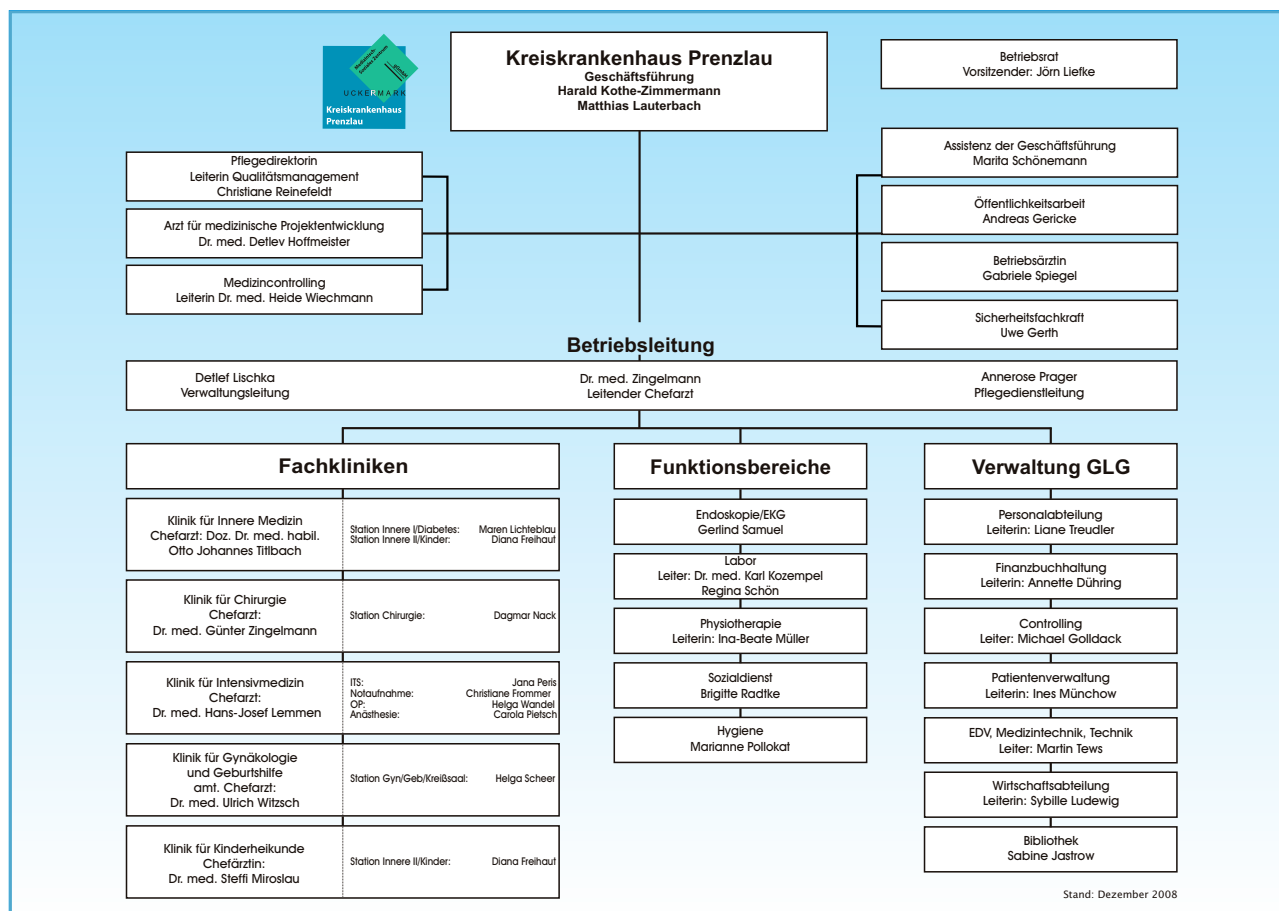 Medizinisch-
Soziales Zentrum
gGmbH
UCKERMARK
Kreiskrankenhaus
Prenzlau
Kreiskrankenhaus Prenzlau
Geschäftsführung
Harald Kothe-Zimmermann
Matthias Lauterbach
Betriebsrat
Vorsitzender: Jörn Liefke
Pflegedirektorin
Leiterin Qualitätsmanagement
Christiane Reinefeldt
Arzt für medizinische Projektentwicklung
Dr. med. Detlev Hoffmeister
Medizincontrolling
Leiterin Dr. med. Heide Wiechmann
Assistenz der Geschäftsführung
Marita Schönemann
Öffentlichkeitsarbeit
Andreas Gericke
Betriebsärztin
Gabriele Spiegel
Sicherheitsfachkraft
Uwe Gerth
Betriebsleitung
Detlef Lischka
Verwaltungsleitung
Dr. med. Zingelmann
Leitender Chefarzt
Annerose Prager
Pflegedienstleitung
Fachkliniken
Klinik für Innere Medizin
Chefarzt: Doz. Dr. med. habil.
Otto Johannes Titlbach
Station Innere I/Diabetes: Maren Lichteblau
Station Innere II/Kinder: Diana Freihaut
Klinik für Chirurgie
Chefarzt:
Dr. med. Günter Zingelmann
Station Chirurgie: Dagmar Nack
Klinik für Intensivmedizin
Chefarzt:
Dr. med. Hans-Josef Lemmen
ITS: Jana Peris
Notaufnahme: Christiane Frommer
OP: Helga Wandel
Anästhesie: Carola Pietsch
Klinik für Gynäkologie
und Geburtshilfe
amt. Chefarzt:
Dr. med. Ulrich Witzsch
Station Gyn/Geb/Kreißsaal: Helga Scheer
Klinik für Kinderheikunde
Chefärztin:
Dr. med. Steffi Miroslau
Station Innere II/Kinder: Diana Freihaut
Funktionsbereiche
Endoskopie/EKG
Gerlind Samuel
Labor
Leiter: Dr. med. Karl Kozempel
Regina Schön
Physiotherapie
Leiterin: Ina-Beate Müller
Sozialdienst
Brigitte Radtke
Hygiene
Marianne Pollokat
Verwaltung GLG
Personalabteilung
Leiterin: Liane Treudler
Finanzbuchhaltung
Leiterin: Annette Dühring
Controlling
Leiter: Michael Golldack
Patientenverwaltung
Leiterin: Ines Münchow
EDV, Medizintechnik, Technik
Leiter: Martin Tews
Wirtschaftsabteilung
Leiterin: Sybille Ludewig
Bibliothek
Sabine Jastrow
Stand: Dezember 2008